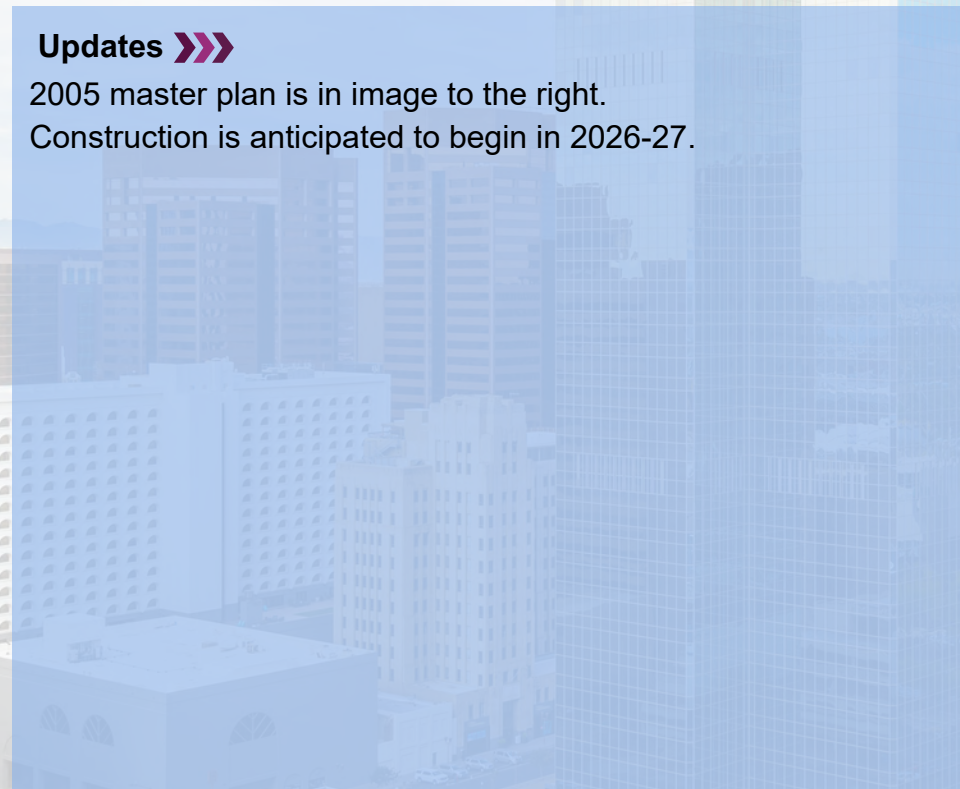 Updates
2005 master plan is in image to the right.
Construction is anticipated to begin in 2026-27.